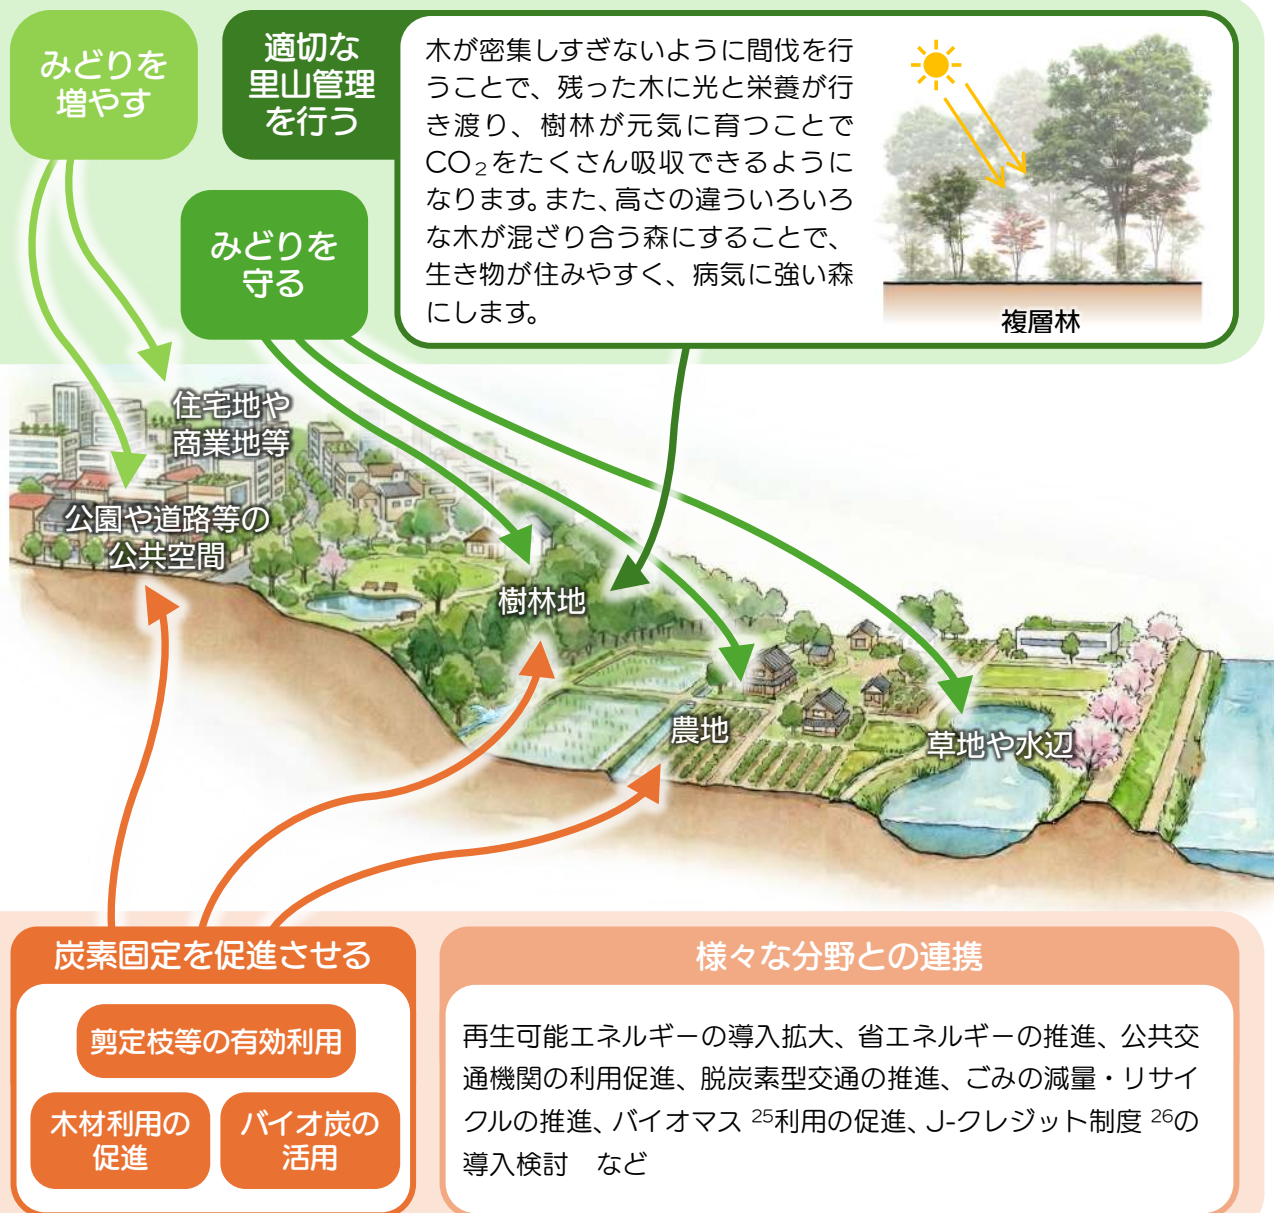 みどりを
増やす
適切な
里山管理
を行う
木が密集しすぎないように間伐を行
うことで、残った木に光と栄養が行
き渡り、樹林が元気に育つことで
CO₂をたくさん吸収できるように
なります。また、高さの違ういろいろ
な木が混ざり合う森にすることで、
生き物が住みやすく、病気に強い森
にします。
複層林
みどりを
守る
住宅地や
商業地等
公園や道路等の
公共空間
樹林地
農地
草地や水辺
炭素固定を促進させる
剪定枝等の有効利用
木材利用の
促進
バイオ炭の
活用
様々な分野との連携
再生可能エネルギーの導入拡大、省エネルギーの推進、公共交
通機関の利用促進、脱炭素型交通の推進、ごみの減量・リサイ
クルの推進、バイオマス ²⁵利用の促進、J-クレジット制度 ²⁶の
導入検討　など